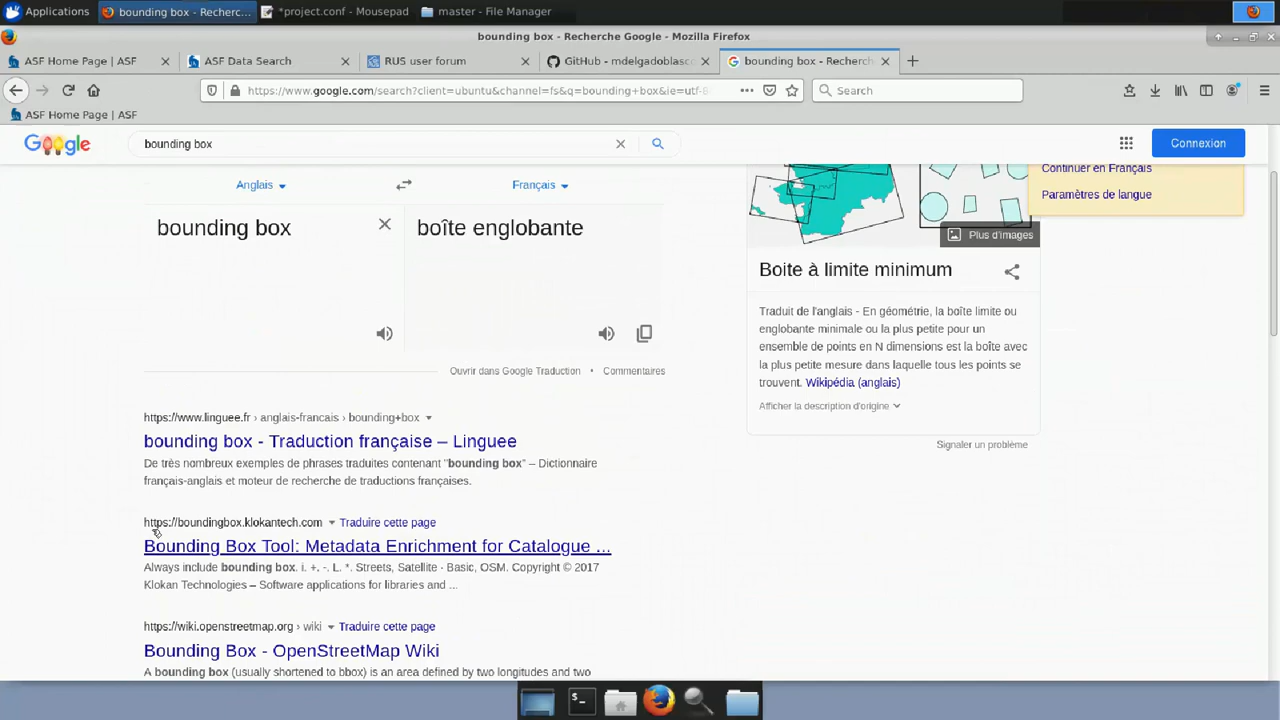 Applications
bounding box - Recherc...
*project.conf - Mousepad
master - File Manager
bounding box - Recherche Google - Mozilla Firefox
ASF Home Page | ASF
ASF Data Search
RUS user forum
GitHub - mdelgadoblasco
bounding box - Recherch
https://www.google.com/search?client=ubuntu&channel=fs&q=bounding+box&ie=utf-8
Search
ASF Home Page | ASF
Google
bounding box
Connexion
Anglais
Français
bounding box
boîte englobante
Ouvrir dans Google Traduction • Commentaires
https://www.linguee.fr › anglais-francais › bounding+box
bounding box - Traduction française – Linguee
De très nombreux exemples de phrases traduites contenant "bounding box" – Dictionnaire
français-anglais et moteur de recherche de traductions françaises.
https://boundingbox.klokantech.com Traduire cette page
Bounding Box Tool: Metadata Enrichment for Catalogue ...
Always include bounding box. i. +. -. L. *. Streets, Satellite · Basic, OSM. Copyright © 2017
Klokan Technologies – Software applications for libraries and ...
https://wiki.openstreetmap.org › wiki Traduire cette page
Bounding Box - OpenStreetMap Wiki
A bounding box (usually shortened to bbox) is an area defined by two longitudes and two
Plus d'images
Boite à limite minimum
Traduit de l'anglais - En géométrie, la boîte limite ou
englobante minimale ou la plus petite pour un
ensemble de points en N dimensions est la boîte avec
la plus petite mesure dans laquelle tous les points se
trouvent. Wikipédia (anglais)
Afficher la description d'origine
Signaler un problème
Continuer en Français
Paramètres de langue